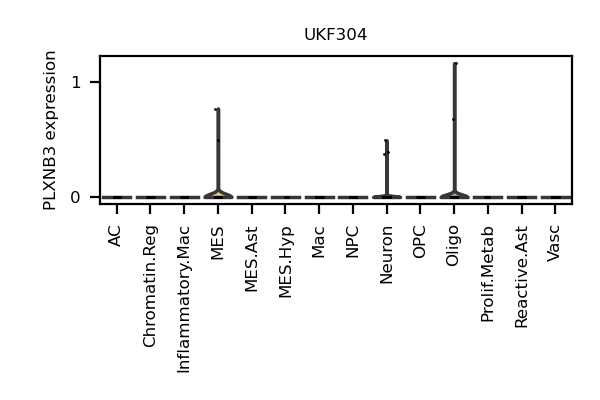 UKF304
PLXNB3 expression
1
0
AC
Chromatin.Reg
Inflammatory.Mac
MES
MES.Ast
MES.Hyp
Mac
NPC
Neuron
OPC
Oligo
Prolif.Metab
Reactive.Ast
Vasc